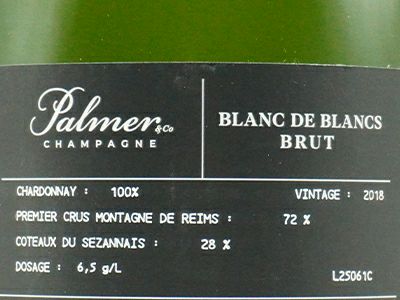 Palmer & Co
CHAMPAGNE
BLANC DE BLANCS
BRUT
CHARDONNAY : 100%
VINTAGE : 2018
PREMIER CRUS MONTAGNE DE REIMS : 72 %
COTEAUX DU SEZANNAIS : 28 %
DOSAGE : 6,5 g/L
L25061C